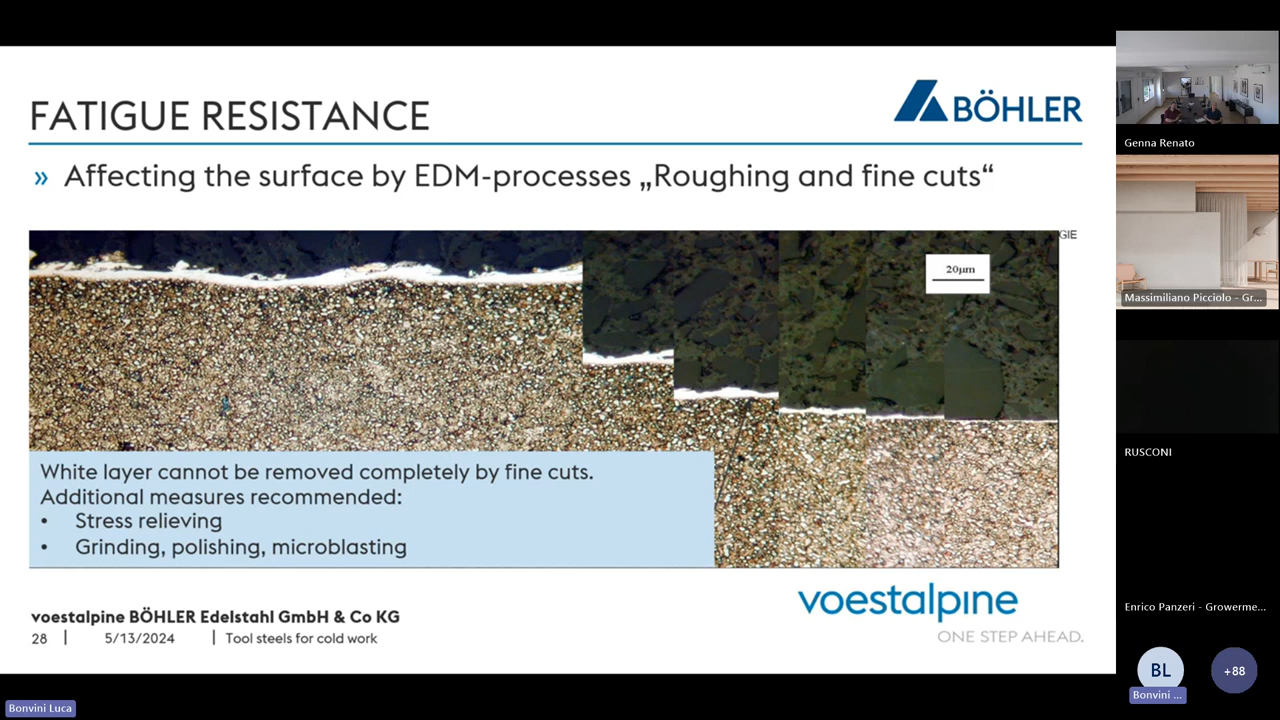 FATIGUE RESISTANCE
BÖHLER
» Affecting the surface by EDM-processes „Roughing and fine cuts“
GIE
20µm
White layer cannot be removed completely by fine cuts.
Additional measures recommended:
• Stress relieving
• Grinding, polishing, microblasting
voestalpine
ONE STEP AHEAD.
voestalpine BÖHLER Edelstahl GmbH & Co KG
28 | 5/13/2024 | Tool steels for cold work
Bonvini Luca
Genna Renato
Massimiliano Picciolo - Gr...
RUSCONI
Enrico Panzeri - Growerme...
BL
Bonvini ...
+88